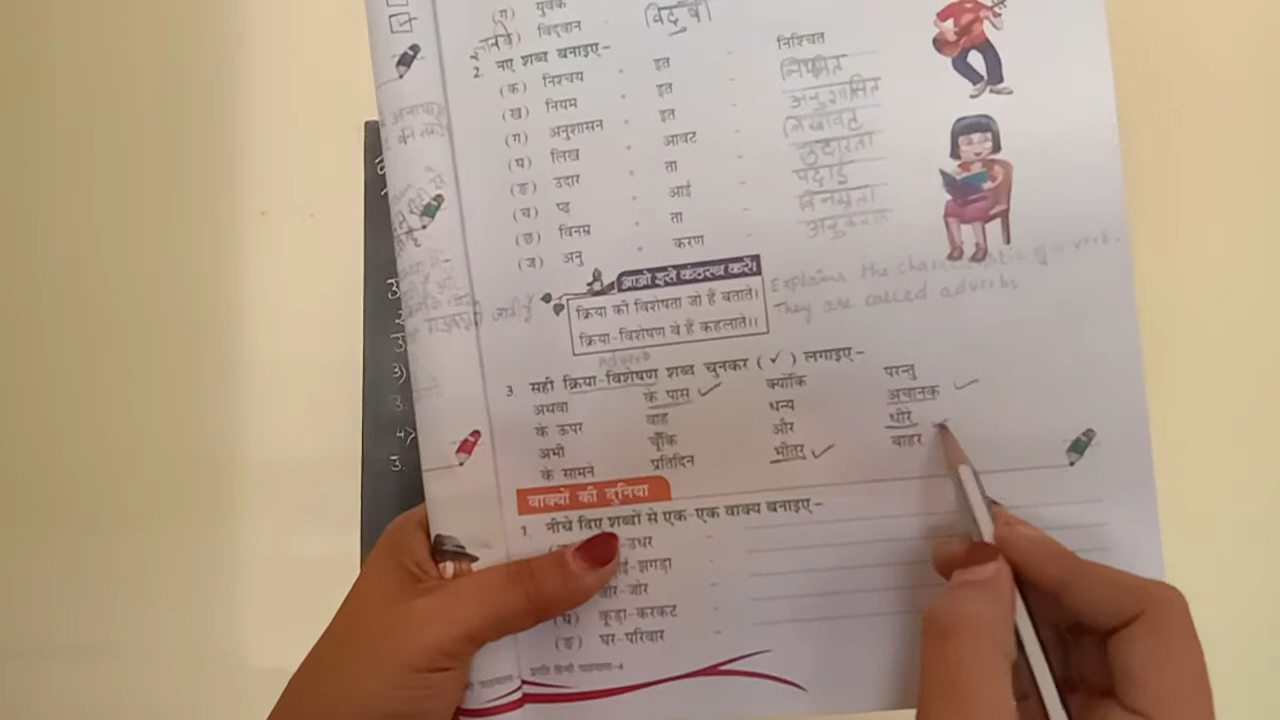 (ग) युवक
विदुषी
विद्वान -
2. नए शब्द बनाइए-
(क) निश्चय - इत - निश्चित
(ख) नियम - इत - नियमित
(ग) अनुशासन - इत - अनुशासित
(घ) लिख - आवट - लिखावट
(ङ) उदार - ता - उदारता
(च) पढ़ - आई - पढ़ाई
(छ) विनम्र - ता - विनम्रता
(ज) अनु - करण - अनुकरण
आओ इसे कंठस्थ करें।
क्रिया की विशेषता जो हैं बताते।
क्रिया-विशेषण वे हैं कहलाते।।
Explains the characteristic of a verb.
They are called adverbs
Adverb
3. सही क्रिया-विशेषण शब्द चुनकर (✓) लगाइए-
अथवा के पास ✓ क्योंकि परन्तु
के ऊपर वाह धन्य अचानक ✓
अभी चूँकि और धीरे
के सामने प्रतिदिन भीतर ✓ बाहर
वाक्यों की दुनिया
1. नीचे दिए शब्दों से एक-एक वाक्य बनाइए-
-उधर -
-झगड़ा -
जोर-जोर
(घ) कूड़ा-करकट -
(ङ) घर-परिवार -
हिन्दी पाठमाला-4